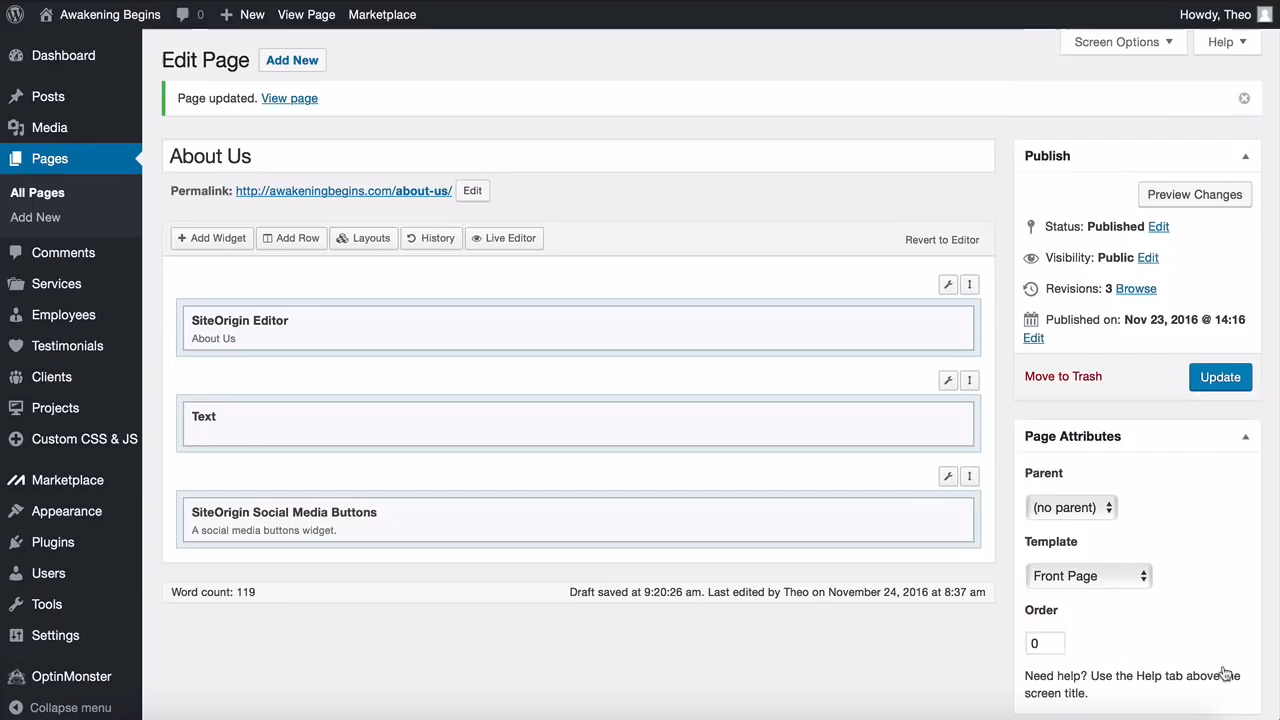 Awakening Begins 0 New View Page Marketplace Howdy, Theo
Dashboard
Posts
Media
Pages
All Pages
Add New
Comments
Services
Employees
Testimonials
Clients
Projects
Custom CSS & JS
Marketplace
Appearance
Plugins
Users
Tools
Settings
OptinMonster
Collapse menu
Screen Options Help
Edit Page Add New
Page updated. View page
About Us
Permalink: http://awakeningbegins.com/about-us/ Edit
Add Widget Add Row Layouts History Live Editor Revert to Editor
SiteOrigin Editor
About Us
Text
SiteOrigin Social Media Buttons
A social media buttons widget.
Word count: 119 Draft saved at 9:20:26 am. Last edited by Theo on November 24, 2016 at 8:37 am
Publish
Preview Changes
Status: Published Edit
Visibility: Public Edit
Revisions: 3 Browse
Published on: Nov 23, 2016 @ 14:16
Edit
Move to Trash Update
Page Attributes
Parent
(no parent)
Template
Front Page
Order
0
Need help? Use the Help tab above the
screen title.